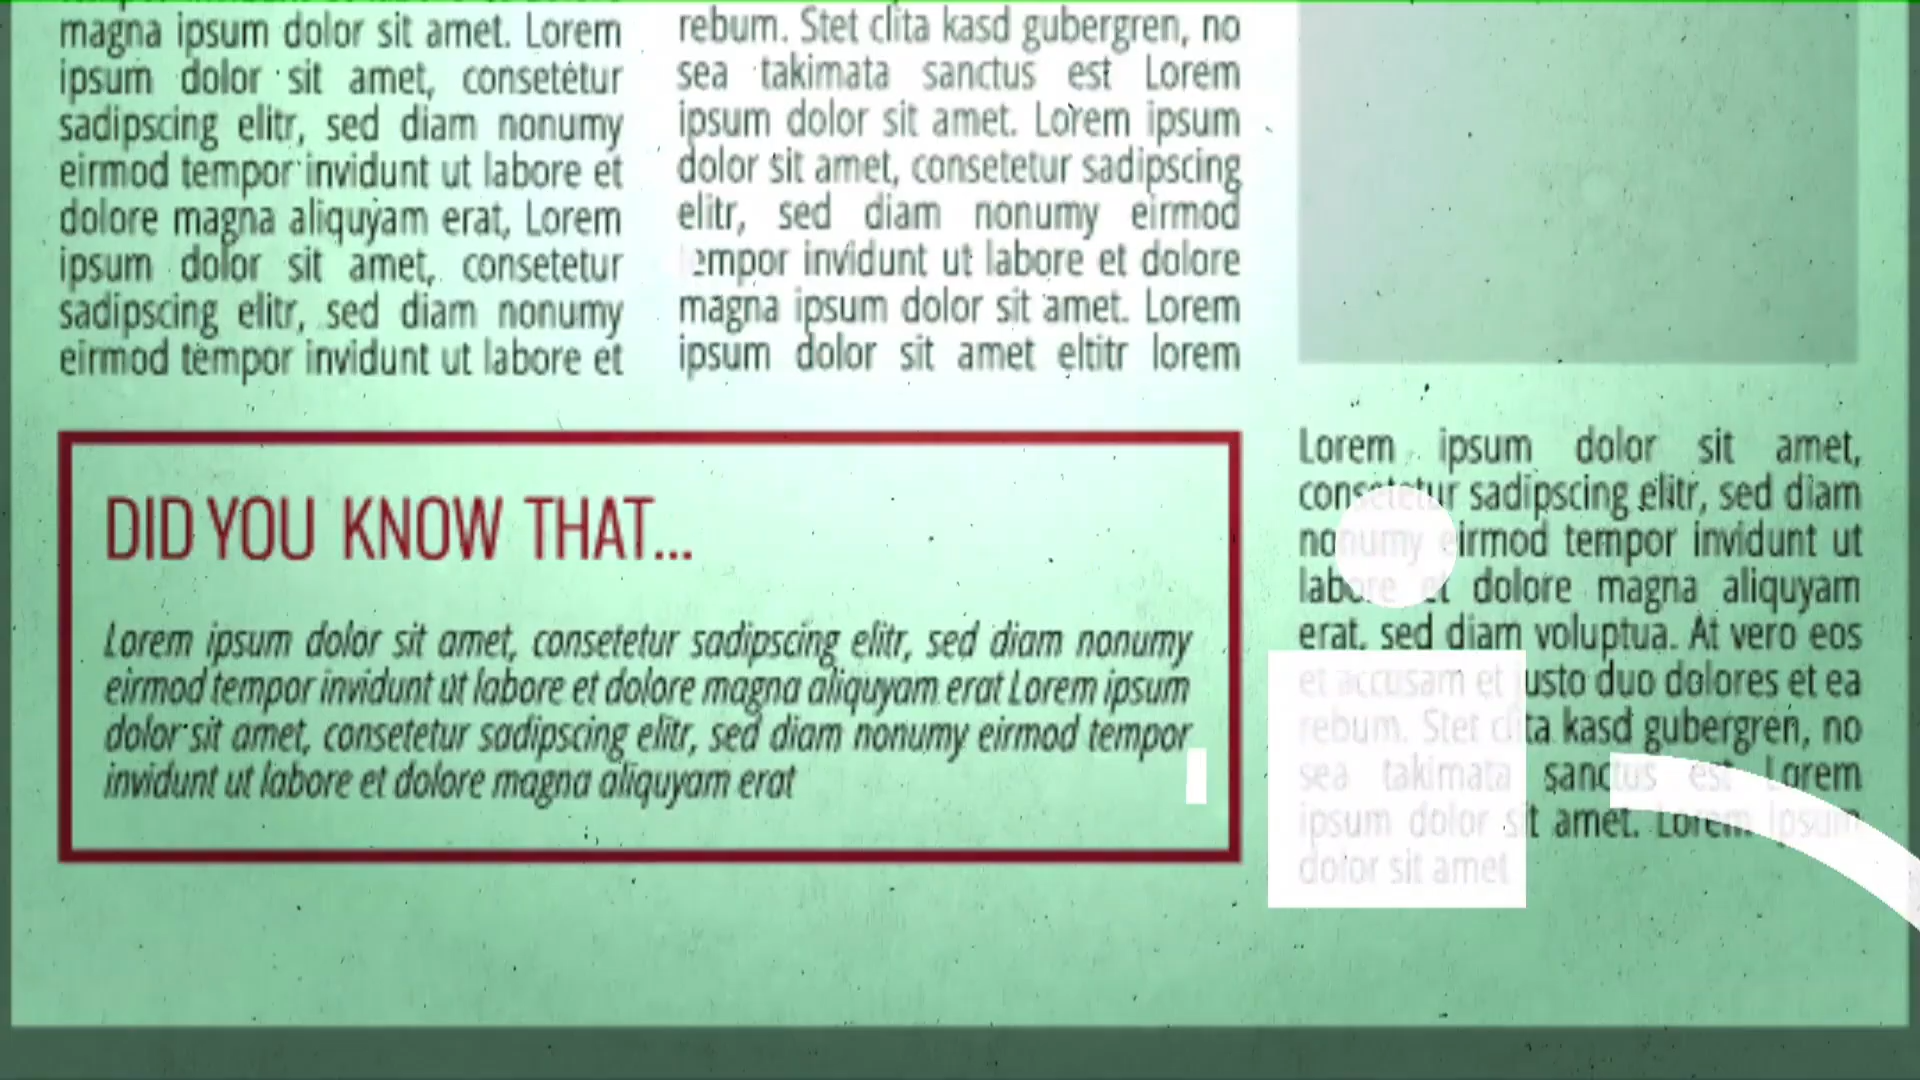 magna ipsum dolor sit amet. Lorem
ipsum dolor sit amet, consetetur
sadipscing elitr, sed diam nonumy
eirmod tempor invidunt ut labore et
dolore magna aliquyam erat, Lorem
ipsum dolor sit amet, consetetur
sadipscing elitr, sed diam nonumy
eirmod tempor invidunt ut labore et
rebum. Stet clita kasd gubergren, no
sea takimata sanctus est Lorem
ipsum dolor sit amet. Lorem ipsum
dolor sit amet, consetetur sadipscing
elitr, sed diam nonumy eirmod
tempor invidunt ut labore et dolore
magna ipsum dolor sit amet. Lorem
ipsum dolor sit amet eltitr lorem
DID YOU KNOW THAT...
Lorem ipsum dolor sit amet, consetetur sadipscing elitr, sed diam nonumy
eirmod tempor invidunt ut labore et dolore magna aliquyam erat Lorem ipsum
dolor sit amet, consetetur sadipscing elitr, sed diam nonumy eirmod tempor
invidunt ut labore et dolore magna aliquyam erat
Lorem ipsum dolor sit amet,
consetetur sadipscing elitr, sed diam
nonumy eirmod tempor invidunt ut
labore et dolore magna aliquyam
erat, sed diam voluptua. At vero eos
et accusam et justo duo dolores et ea
rebum. Stet clita kasd gubergren, no
sea takimata sanctus est Lorem
ipsum dolor sit amet. Lorem ipsum
dolor sit amet